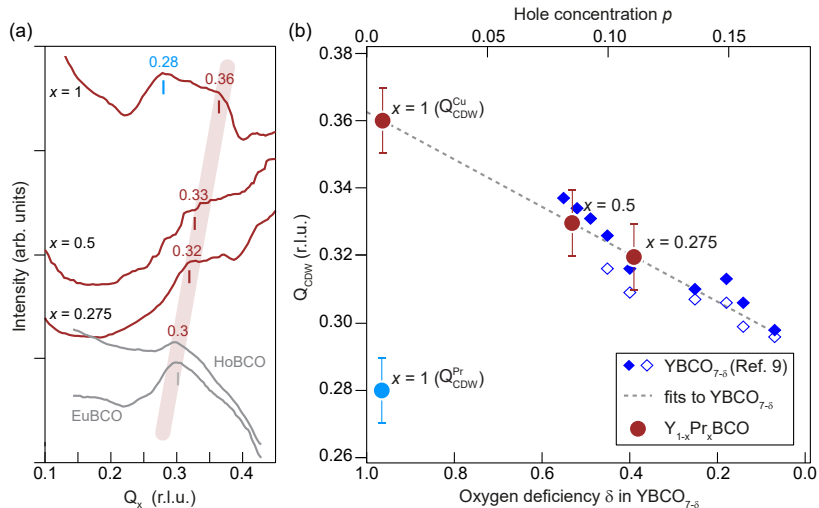 (a)
0.28
0.36
x = 1
0.33
x = 0.5
0.32
x = 0.275
0.3
HoBCO
EuBCO
Intensity (arb. units)
0.1 0.2 0.3 0.4
Qx (r.l.u.)
(b)
Hole concentration p
0.0 0.05 0.1 0.15
0.38
0.36
0.34
0.32
0.30
0.28
0.26
QCDW (r.l.u.)
x = 1 (Q^Cu_CDW)
x = 0.5
x = 0.275
x = 1 (Q^Pr_CDW)
YBCO7-δ (Ref. 9)
fits to YBCO7-δ
Y1-xPrxBCO
1.0 0.8 0.6 0.4 0.2 0.0
Oxygen deficiency δ in YBCO7-δ